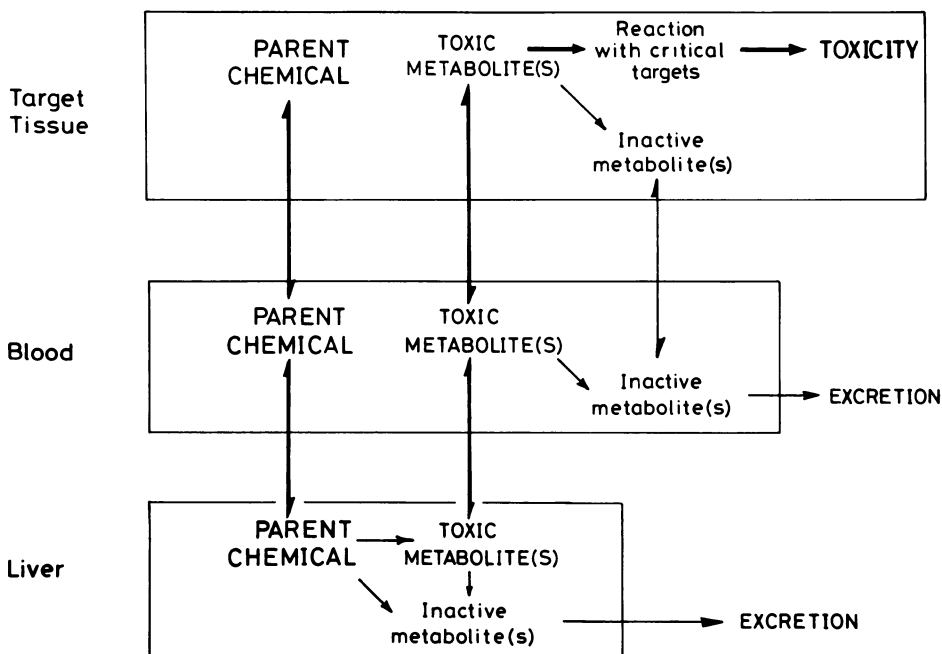 Target
Tissue
PARENT
CHEMICAL
TOXIC
METABOLITE(S)
Reaction
with critical
targets
TOXICITY
Inactive
metabolite(s)
Blood
PARENT
CHEMICAL
TOXIC
METABOLITE(S)
Inactive
metabolite(s)
EXCRETION
Liver
PARENT
CHEMICAL
TOXIC
METABOLITE(S)
Inactive
metabolite(s)
EXCRETION